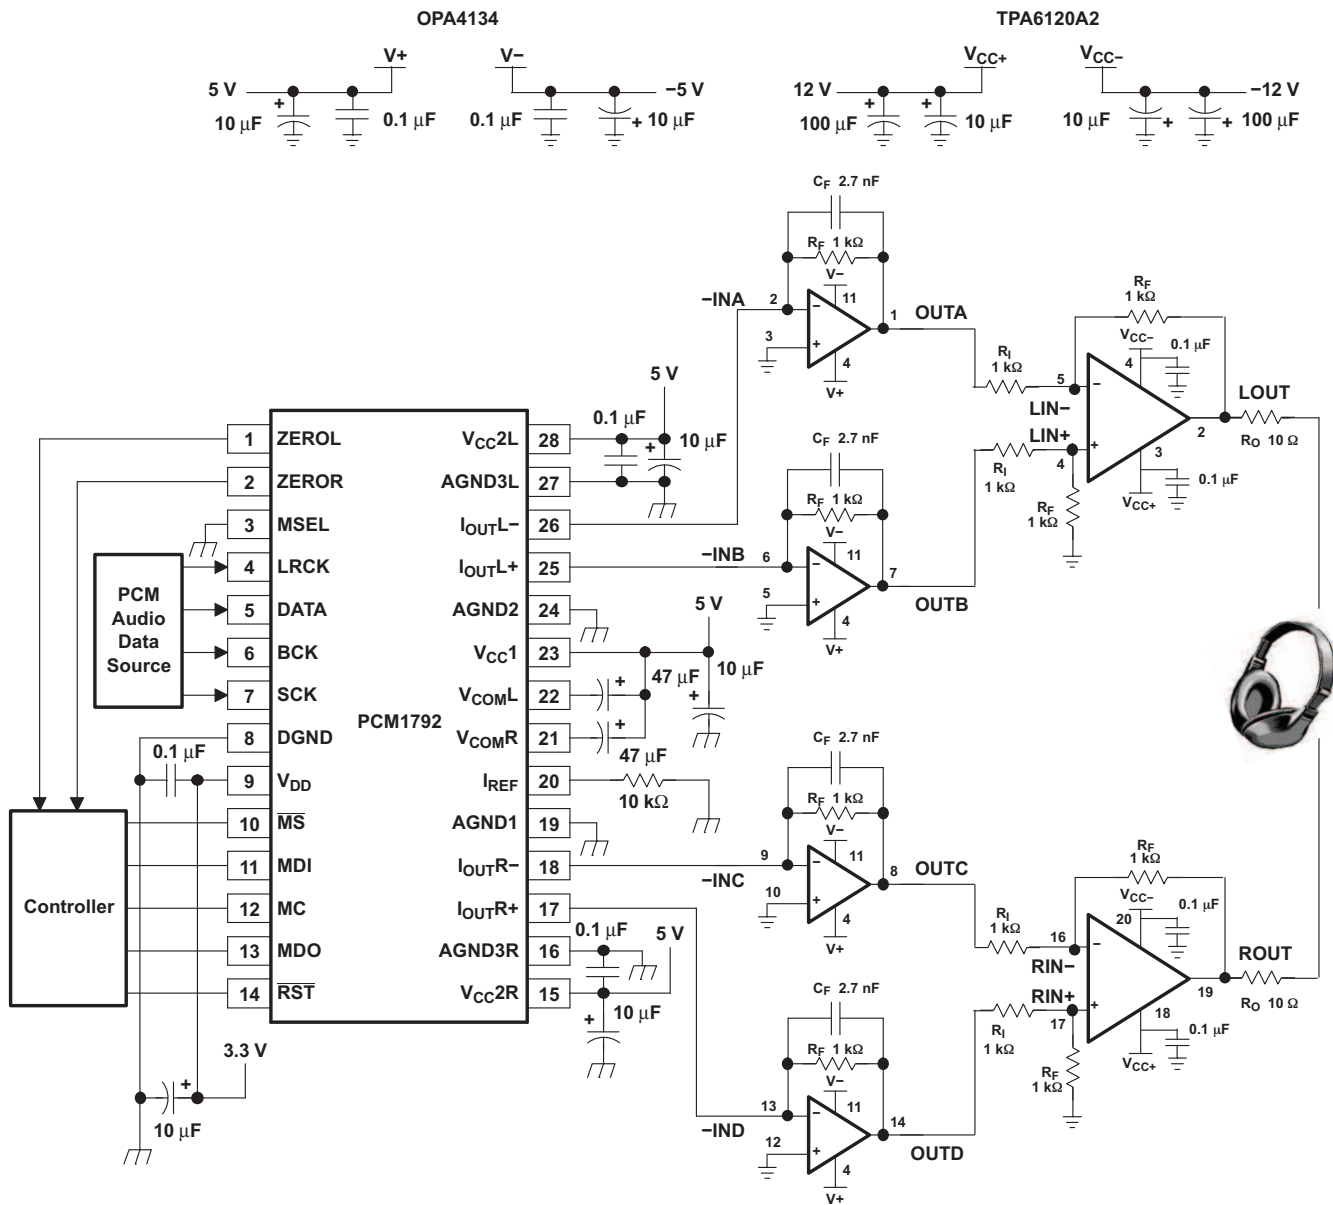 OPA4134
TPA6120A2
V+
V−
5 V
−5 V
10 µF
0.1 µF
0.1 µF
10 µF
VCC+
VCC−
12 V
−12 V
100 µF
10 µF
10 µF
100 µF
CF 2.7 nF
RF 1 kΩ
V−
−INA
2
11
1
OUTA
3
4
V+
RF
1 kΩ
VCC−
0.1 µF
4
RI
1 kΩ
5
LIN−
LOUT
2
RO 10 Ω
LIN+
4
3
0.1 µF
VCC+
RI
1 kΩ
RF
1 kΩ
CF 2.7 nF
RF 1 kΩ
V−
−INB
6
11
7
OUTB
5
4
V+
5 V
0.1 µF
10 µF
1 ZEROL
VCC2L 28
2 ZEROR
AGND3L 27
3 MSEL
IOUTL− 26
4 LRCK
IOUTL+ 25
5 DATA
AGND2 24
6 BCK
VCC1 23
7 SCK
VCOML 22
PCM1792
8 DGND
VCOMR 21
9 VDD
IREF 20
10 MS
AGND1 19
11 MDI
IOUTR− 18
12 MC
IOUTR+ 17
13 MDO
AGND3R 16
14 RST
VCC2R 15
PCM
Audio
Data
Source
0.1 µF
Controller
3.3 V
10 µF
5 V
47 µF
10 µF
47 µF
10 kΩ
0.1 µF
5 V
10 µF
CF 2.7 nF
RF 1 kΩ
V−
−INC
9
11
8
OUTC
10
4
V+
RF
1 kΩ
VCC−
20
0.1 µF
RI
1 kΩ
16
RIN−
ROUT
19
RO 10 Ω
RIN+
17
18
0.1 µF
VCC+
RI
1 kΩ
RF
1 kΩ
CF 2.7 nF
RF 1 kΩ
V−
−IND
13
11
14
OUTD
12
4
V+